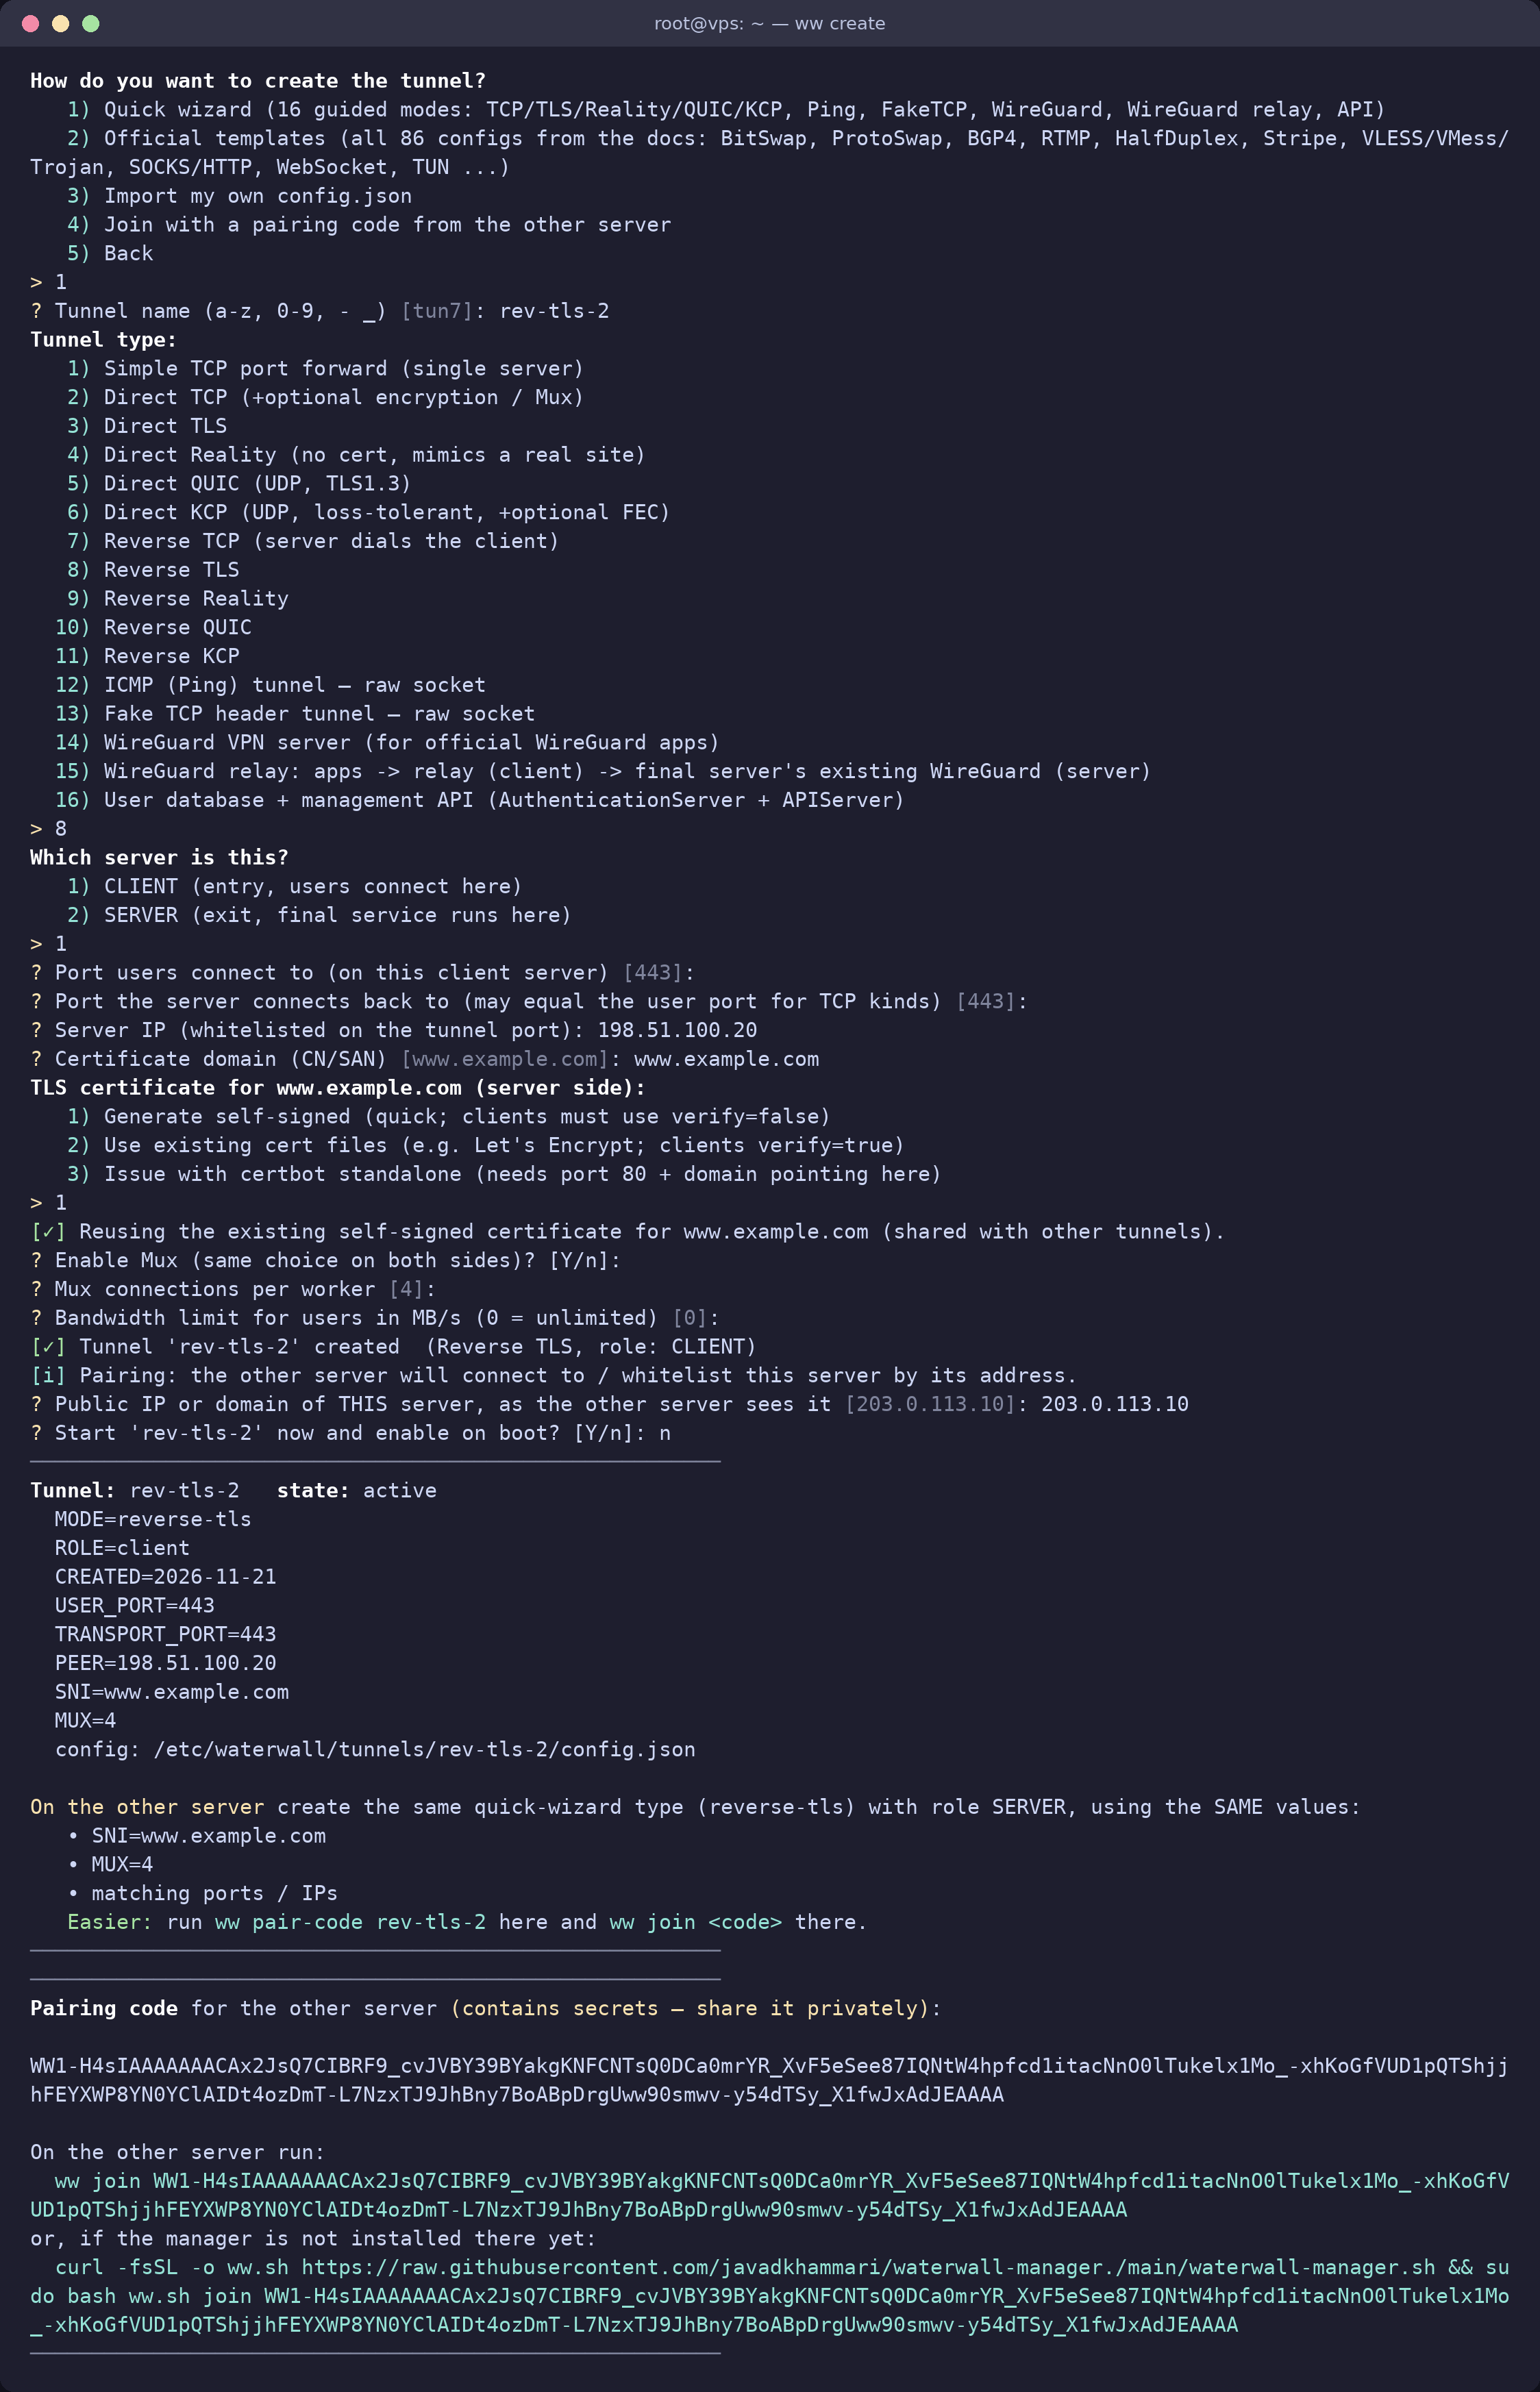 root@vps: ~ — ww create
How do you want to create the tunnel?
1) Quick wizard (16 guided modes: TCP/TLS/Reality/QUIC/KCP, Ping, FakeTCP, WireGuard, WireGuard relay, API)
2) Official templates (all 86 configs from the docs: BitSwap, ProtoSwap, BGP4, RTMP, HalfDuplex, Stripe, VLESS/VMess/
Trojan, SOCKS/HTTP, WebSocket, TUN ...)
3) Import my own config.json
4) Join with a pairing code from the other server
5) Back
> 1
? Tunnel name (a-z, 0-9, - _) [tun7]: rev-tls-2
Tunnel type:
1) Simple TCP port forward (single server)
2) Direct TCP (+optional encryption / Mux)
3) Direct TLS
4) Direct Reality (no cert, mimics a real site)
5) Direct QUIC (UDP, TLS1.3)
6) Direct KCP (UDP, loss-tolerant, +optional FEC)
7) Reverse TCP (server dials the client)
8) Reverse TLS
9) Reverse Reality
10) Reverse QUIC
11) Reverse KCP
12) ICMP (Ping) tunnel — raw socket
13) Fake TCP header tunnel — raw socket
14) WireGuard VPN server (for official WireGuard apps)
15) WireGuard relay: apps -> relay (client) -> final server's existing WireGuard (server)
16) User database + management API (AuthenticationServer + APIServer)
> 8
Which server is this?
1) CLIENT (entry, users connect here)
2) SERVER (exit, final service runs here)
> 1
? Port users connect to (on this client server) [443]:
? Port the server connects back to (may equal the user port for TCP kinds) [443]:
? Server IP (whitelisted on the tunnel port): 198.51.100.20
? Certificate domain (CN/SAN) [www.example.com]: www.example.com
TLS certificate for www.example.com (server side):
1) Generate self-signed (quick; clients must use verify=false)
2) Use existing cert files (e.g. Let's Encrypt; clients verify=true)
3) Issue with certbot standalone (needs port 80 + domain pointing here)
> 1
[✓] Reusing the existing self-signed certificate for www.example.com (shared with other tunnels).
? Enable Mux (same choice on both sides)? [Y/n]:
? Mux connections per worker [4]:
? Bandwidth limit for users in MB/s (0 = unlimited) [0]:
[✓] Tunnel 'rev-tls-2' created  (Reverse TLS, role: CLIENT)
[i] Pairing: the other server will connect to / whitelist this server by its address.
? Public IP or domain of THIS server, as the other server sees it [203.0.113.10]: 203.0.113.10
? Start 'rev-tls-2' now and enable on boot? [Y/n]: n
Tunnel: rev-tls-2   state: active
MODE=reverse-tls
ROLE=client
CREATED=2026-11-21
USER_PORT=443
TRANSPORT_PORT=443
PEER=198.51.100.20
SNI=www.example.com
MUX=4
config: /etc/waterwall/tunnels/rev-tls-2/config.json
On the other server create the same quick-wizard type (reverse-tls) with role SERVER, using the SAME values:
• SNI=www.example.com
• MUX=4
• matching ports / IPs
Easier: run ww pair-code rev-tls-2 here and ww join <code> there.
Pairing code for the other server (contains secrets — share it privately):
WW1-H4sIAAAAAAACAx2JsQ7CIBRF9_cvJVBY39BYakgKNFCNTsQ0DCa0mrYR_XvF5eSee87IQNtW4hpfcd1itacNnO0lTukelx1Mo_-xhKoGfVUD1pQTShjj
hFEYXWP8YN0YClAIDt4ozDmT-L7NzxTJ9JhBny7BoABpDrgUww90smwv-y54dTSy_X1fwJxAdJEAAAA
On the other server run:
ww join WW1-H4sIAAAAAAACAx2JsQ7CIBRF9_cvJVBY39BYakgKNFCNTsQ0DCa0mrYR_XvF5eSee87IQNtW4hpfcd1itacNnO0lTukelx1Mo_-xhKoGfV
UD1pQTShjjhFEYXWP8YN0YClAIDt4ozDmT-L7NzxTJ9JhBny7BoABpDrgUww90smwv-y54dTSy_X1fwJxAdJEAAAA
or, if the manager is not installed there yet:
curl -fsSL -o ww.sh https://raw.githubusercontent.com/javadkhammari/waterwall-manager./main/waterwall-manager.sh && su
do bash ww.sh join WW1-H4sIAAAAAAACAx2JsQ7CIBRF9_cvJVBY39BYakgKNFCNTsQ0DCa0mrYR_XvF5eSee87IQNtW4hpfcd1itacNnO0lTukelx1Mo
_-xhKoGfVUD1pQTShjjhFEYXWP8YN0YClAIDt4ozDmT-L7NzxTJ9JhBny7BoABpDrgUww90smwv-y54dTSy_X1fwJxAdJEAAAA